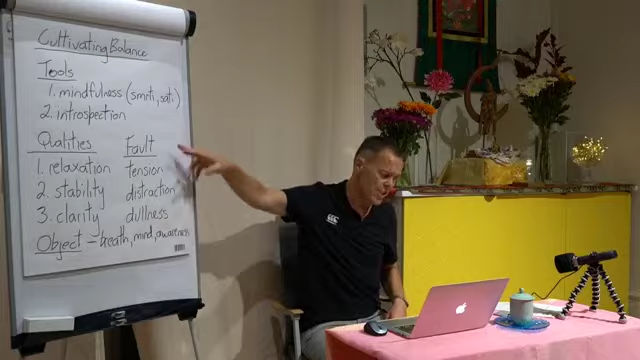 Cultivating Balance
Tools
1. mindfulness (smrti, sati)
2. introspection
Qualities Fault
1. relaxation tension
2. stability distraction
3. clarity dullness
Object – breath, mind, awareness